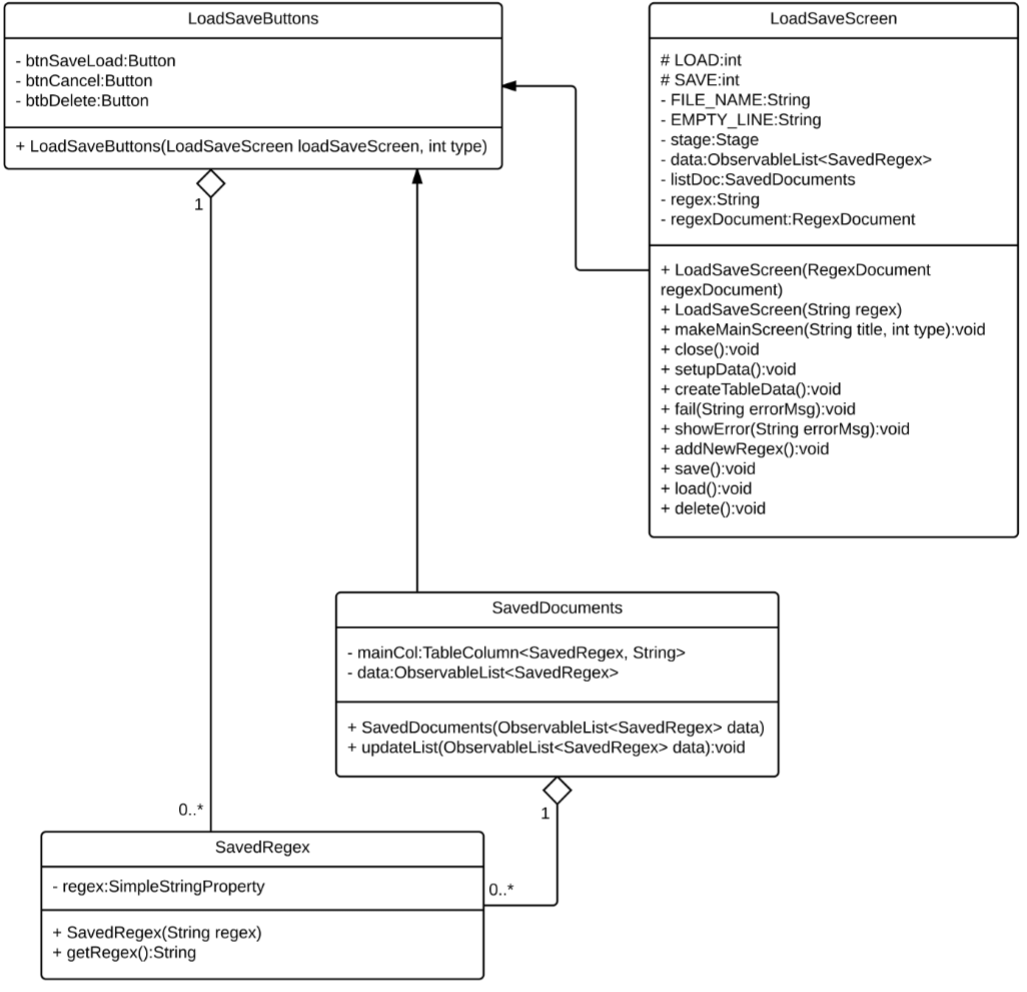 LoadSaveButtons
- btnSaveLoad:Button
- btnCancel:Button
- btbDelete:Button
+ LoadSaveButtons(LoadSaveScreen loadSaveScreen, int type)
1
LoadSaveScreen
# LOAD:int
# SAVE:int
- FILE_NAME:String
- EMPTY_LINE:String
- stage:Stage
- data:ObservableList<SavedRegex>
- listDoc:SavedDocuments
- regex:String
- regexDocument:RegexDocument
+ LoadSaveScreen(RegexDocument
regexDocument)
+ LoadSaveScreen(String regex)
+ makeMainScreen(String title, int type):void
+ close():void
+ setupData():void
+ createTableData():void
+ fail(String errorMsg):void
+ showError(String errorMsg):void
+ addNewRegex():void
+ save():void
+ load():void
+ delete():void
SavedDocuments
- mainCol:TableColumn<SavedRegex, String>
- data:ObservableList<SavedRegex>
+ SavedDocuments(ObservableList<SavedRegex> data)
+ updateList(ObservableList<SavedRegex> data):void
1
0..*
SavedRegex
- regex:SimpleStringProperty
+ SavedRegex(String regex)
+ getRegex():String
0..*